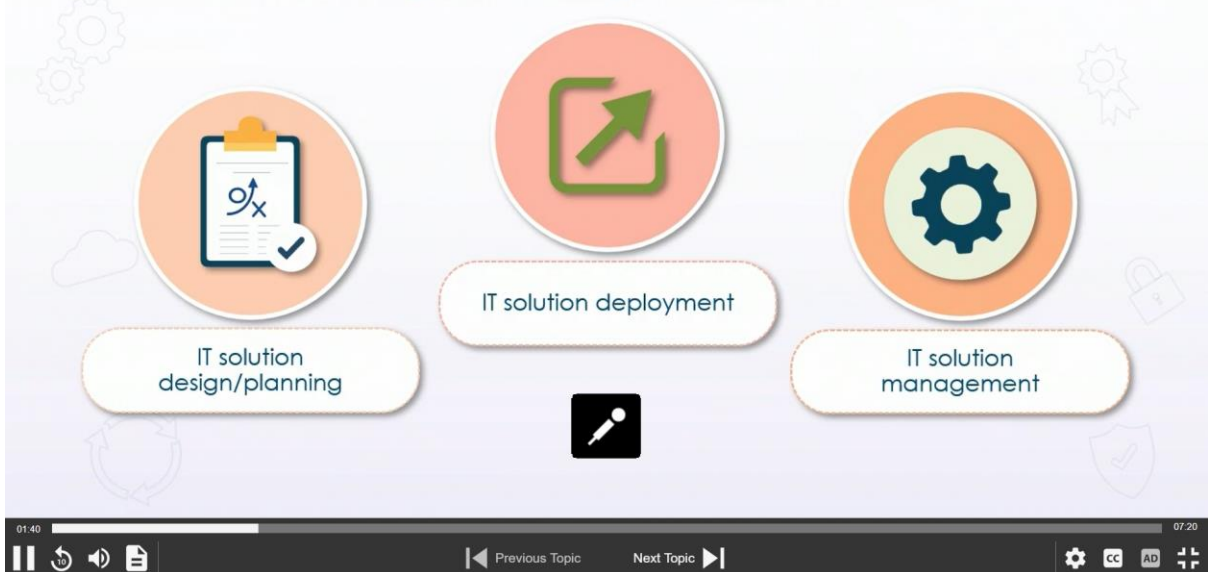 IT solution
design/planning
IT solution deployment
IT solution
management
01:40
07:20
10
Previous Topic
Next Topic
CC
AD